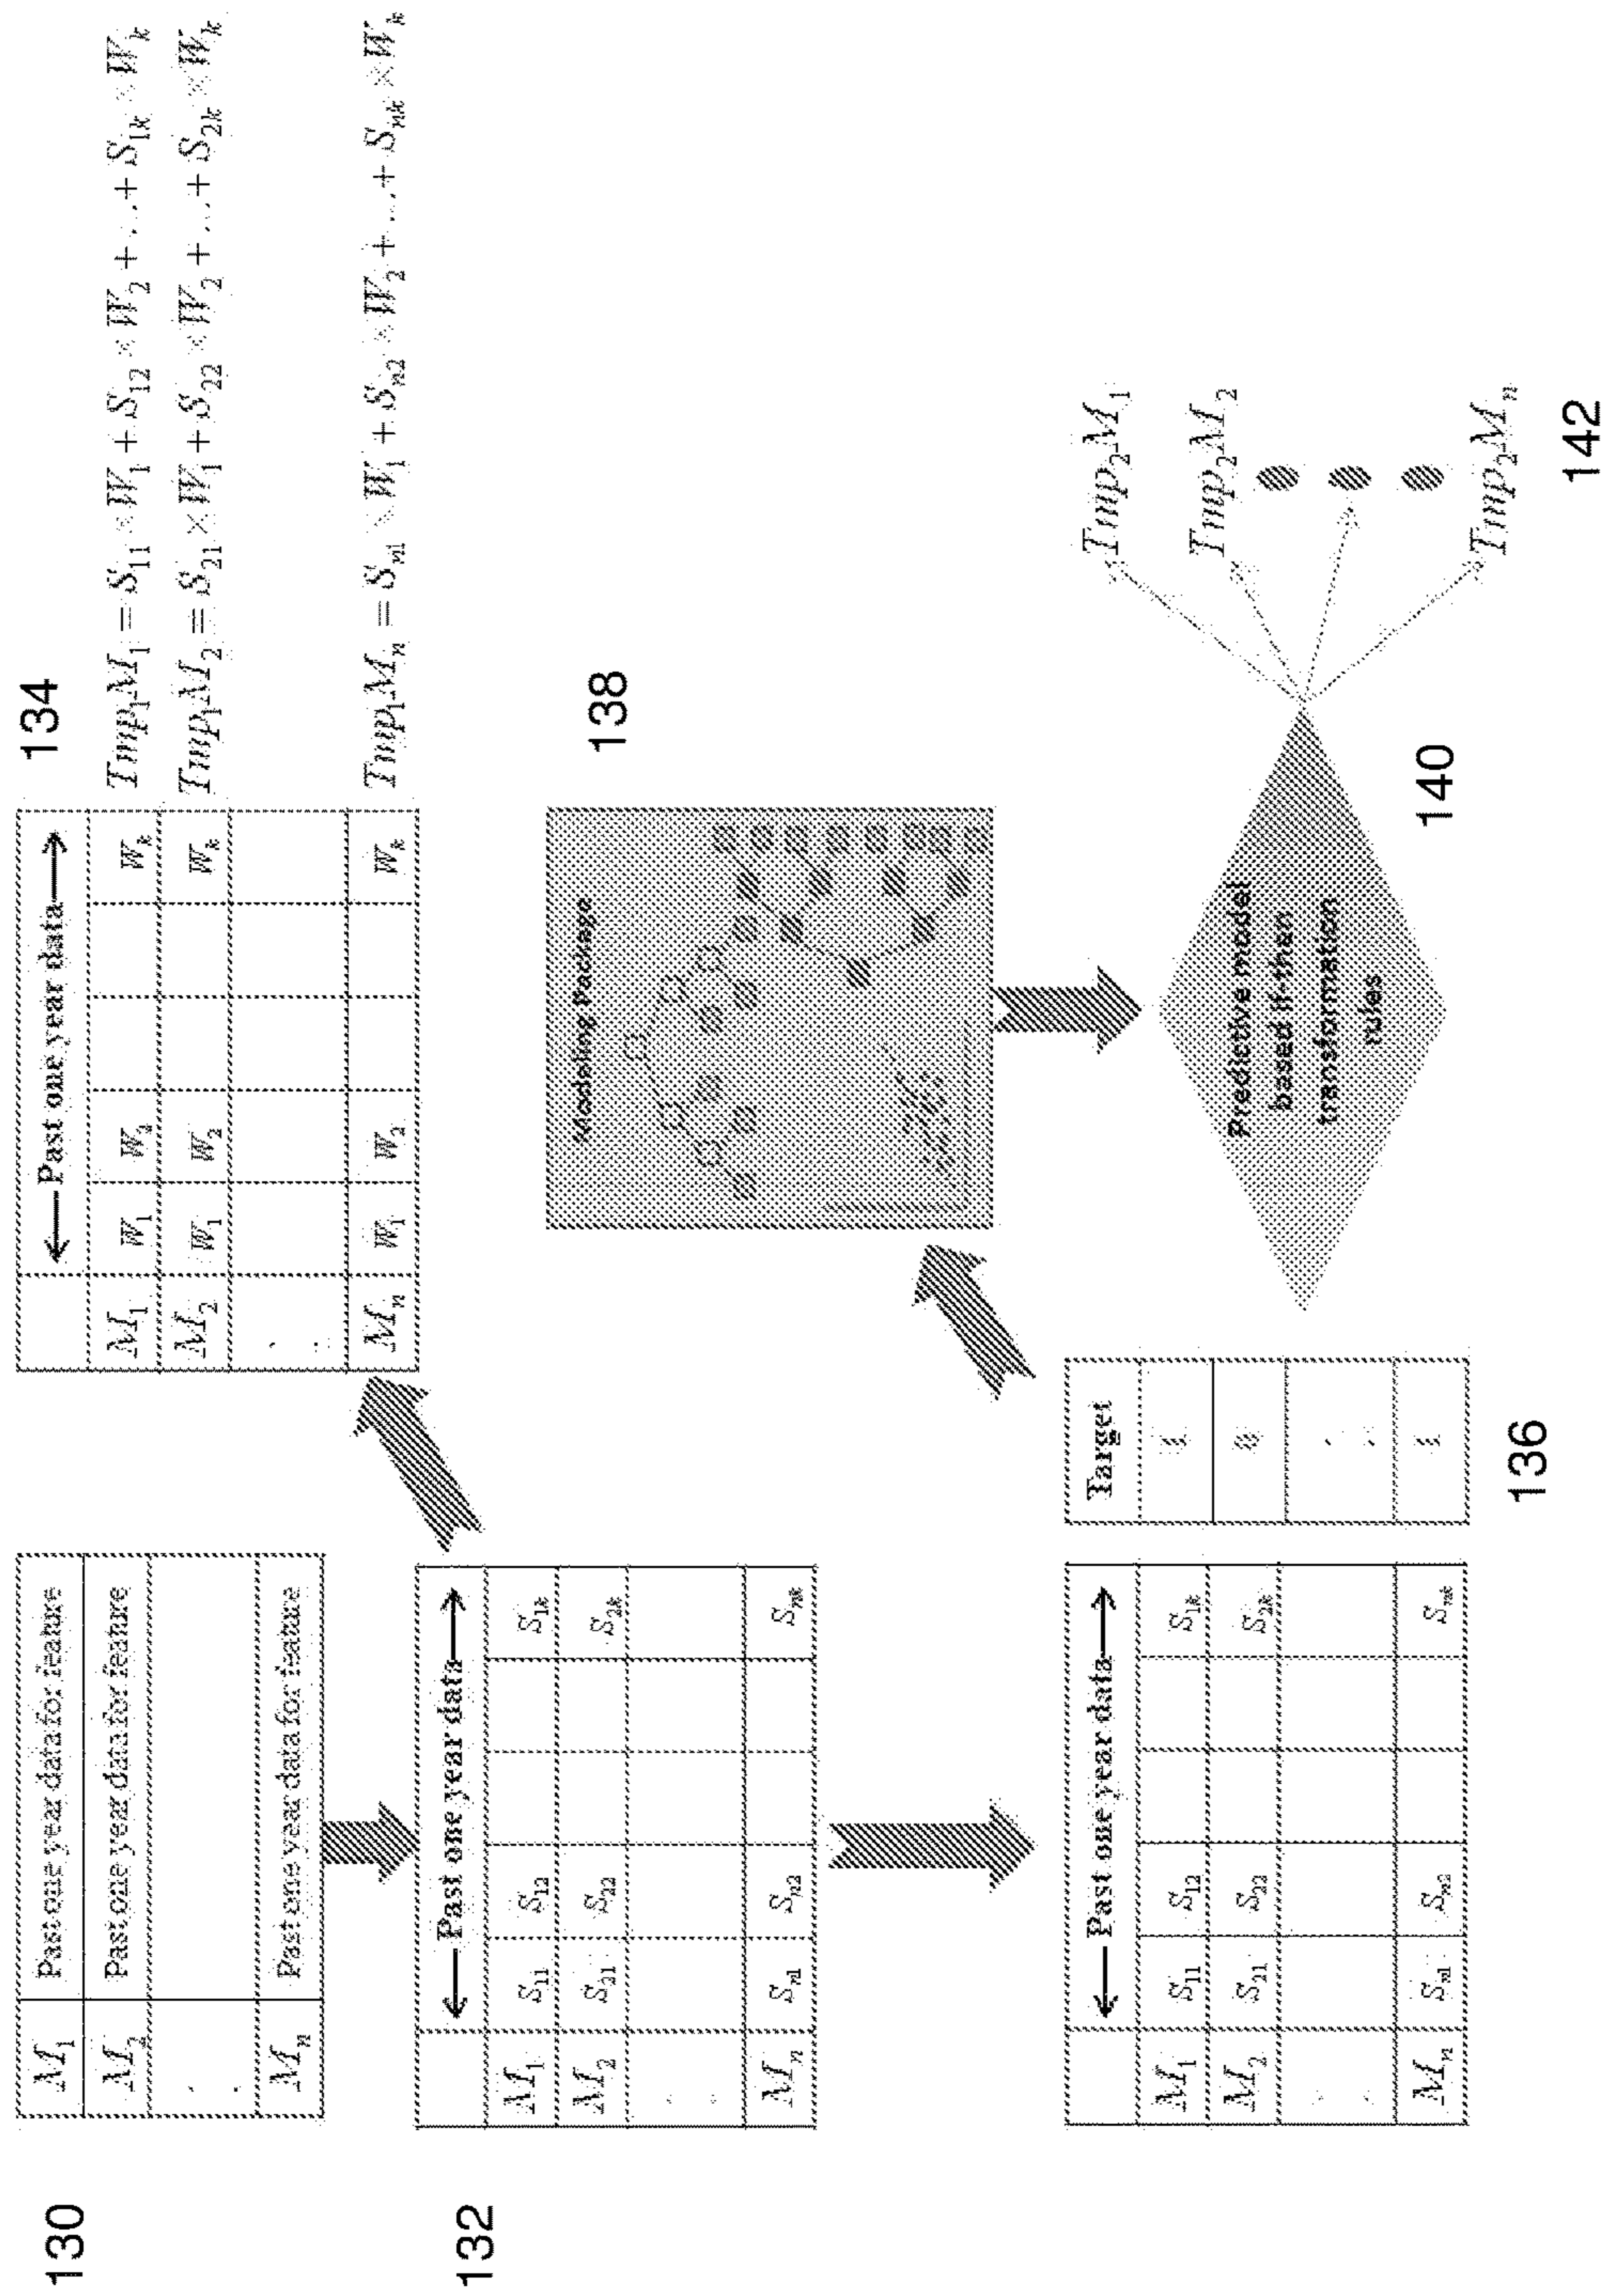 130
M1 Past one year data for feature
M2 Past one year data for feature
. .
Mn Past one year data for feature
132
←Past one year data→
M1 S11 S12 S1k
M2 S21 S22 S2k
. .
Mn Sn1 Sn2 Snk
134
←Past one year data→
M1 W1 W2 Wk
M2 W1 W2 Wk
. .
Mn W1 W2 Wk
Tmp1M1 = S11 × W1 + S12 × W2 + ... + S1k × Wk
Tmp1M2 = S21 × W1 + S22 × W2 + ... + S2k × Wk
Tmp1Mn = Sn1 × W1 + Sn2 × W2 + ... + Snk × Wk
←Past one year data→
M1 S11 S12 S1k
M2 S21 S22 S2k
. .
Mn Sn1 Sn2 Snk
Target
136
138
Modeling Package
Predictive model
based if-then
transformation
rules
140
Tmp2M1
Tmp2M2
Tmp2Mn
142